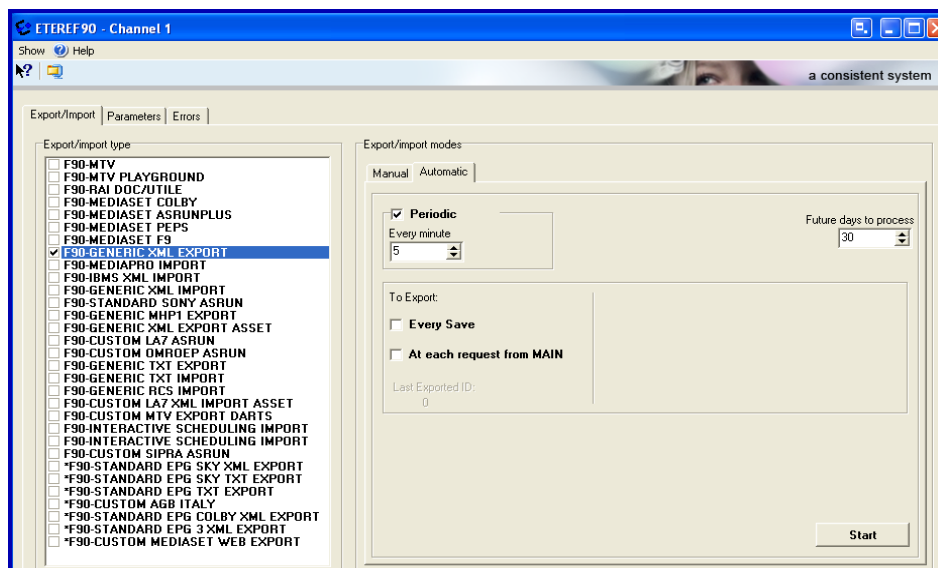 ETEREF90 - Channel 1
Show Help
a consistent system
Export/Import Parameters Errors
Export/import type
F90-MTV
F90-MTV PLAYGROUND
F90-RAI DOC/UTILE
F90-MEDIASET COLBY
F90-MEDIASET ASRUNPLUS
F90-MEDIASET PEPS
F90-MEDIASET F9
F90-GENERIC XML EXPORT
F90-MEDIAPRO IMPORT
F90-IBMS XML IMPORT
F90-GENERIC XML IMPORT
F90-STANDARD SONY ASRUN
F90-GENERIC MHP1 EXPORT
F90-GENERIC XML EXPORT ASSET
F90-CUSTOM LA7 ASRUN
F90-CUSTOM OMROEP ASRUN
F90-GENERIC TXT EXPORT
F90-GENERIC TXT IMPORT
F90-GENERIC RCS IMPORT
F90-CUSTOM LA7 XML IMPORT ASSET
F90-CUSTOM MTV EXPORT DARTS
F90-INTERACTIVE SCHEDULING IMPORT
F90-INTERACTIVE SCHEDULING IMPORT
F90-CUSTOM SIPRA ASRUN
*F90-STANDARD EPG SKY XML EXPORT
*F90-STANDARD EPG SKY TXT EXPORT
*F90-STANDARD EPG TXT EXPORT
*F90-CUSTOM AGB ITALY
*F90-STANDARD EPG COLBY XML EXPORT
*F90-STANDARD EPG 3 XML EXPORT
*F90-CUSTOM MEDIASET WEB EXPORT
Export/import modes
Manual Automatic
Periodic
Every minute
5
Future days to process
30
To Export:
Every Save
At each request from MAIN
Last Exported ID:
0
Start